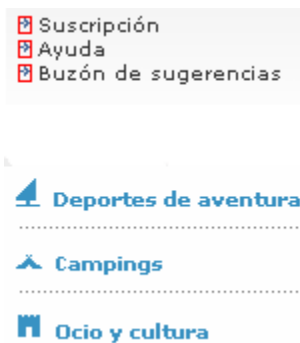 Suscripción
Ayuda
Buzón de sugerencias
Deportes de aventura
Campings
Ocio y cultura